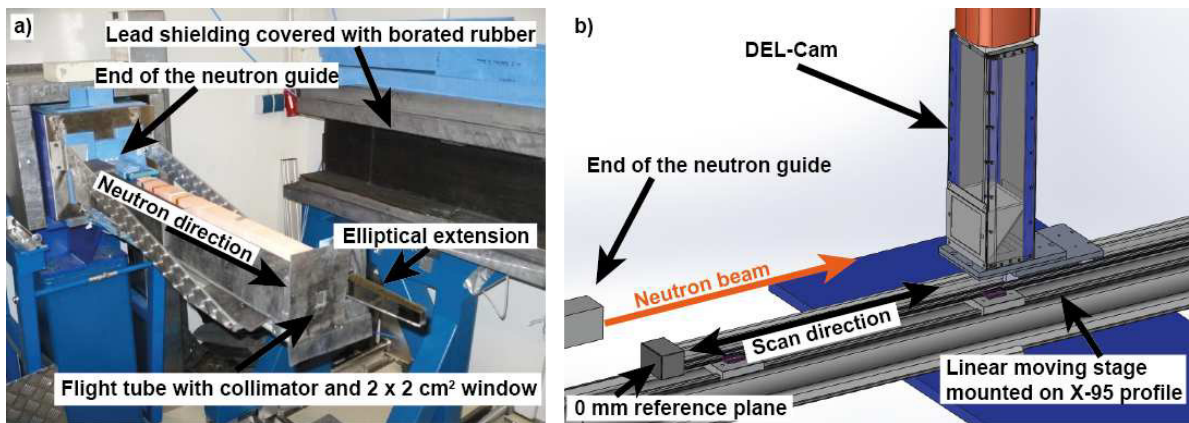 a)
Lead shielding covered with borated rubber
End of the neutron guide
Neutron direction
Elliptical extension
Flight tube with collimator and 2 x 2 cm² window
b)
DEL-Cam
End of the neutron guide
Neutron beam
Scan direction
0 mm reference plane
Linear moving stage
mounted on X-95 profile